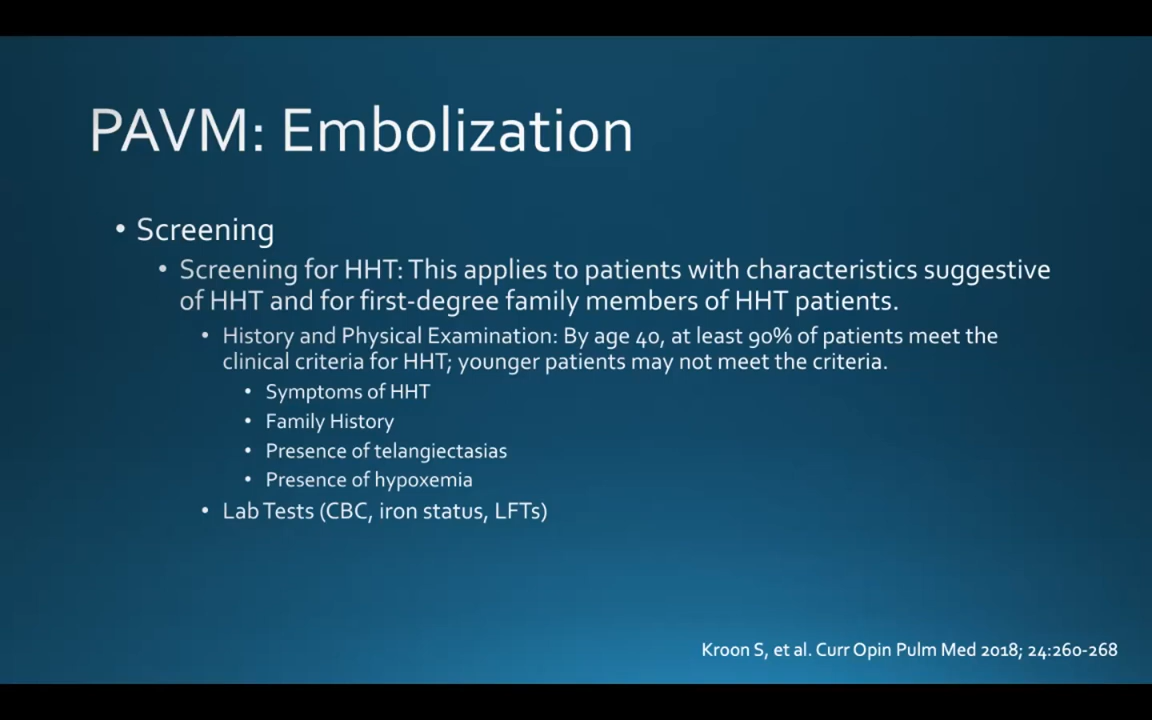 PAVM: Embolization
• Screening
• Screening for HHT: This applies to patients with characteristics suggestive
of HHT and for first-degree family members of HHT patients.
• History and Physical Examination: By age 40, at least 90% of patients meet the
clinical criteria for HHT; younger patients may not meet the criteria.
• Symptoms of HHT
• Family History
• Presence of telangiectasias
• Presence of hypoxemia
• Lab Tests (CBC, iron status, LFTs)
Kroon S, et al. Curr Opin Pulm Med 2018; 24:260-268